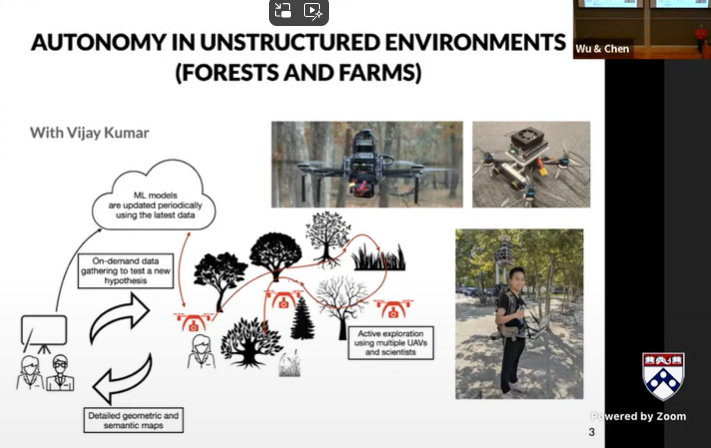 AUTONOMY IN UNSTRUCTURED ENVIRONMENTS
(FORESTS AND FARMS)
Wu & Chen
With Vijay Kumar
ML models
are updated periodically
using the latest data
On-demand data
gathering to test a new
hypothesis
Active exploration
using multiple UAVs
and scientists
Detailed geometric and
semantic maps
Powered by Zoom
3